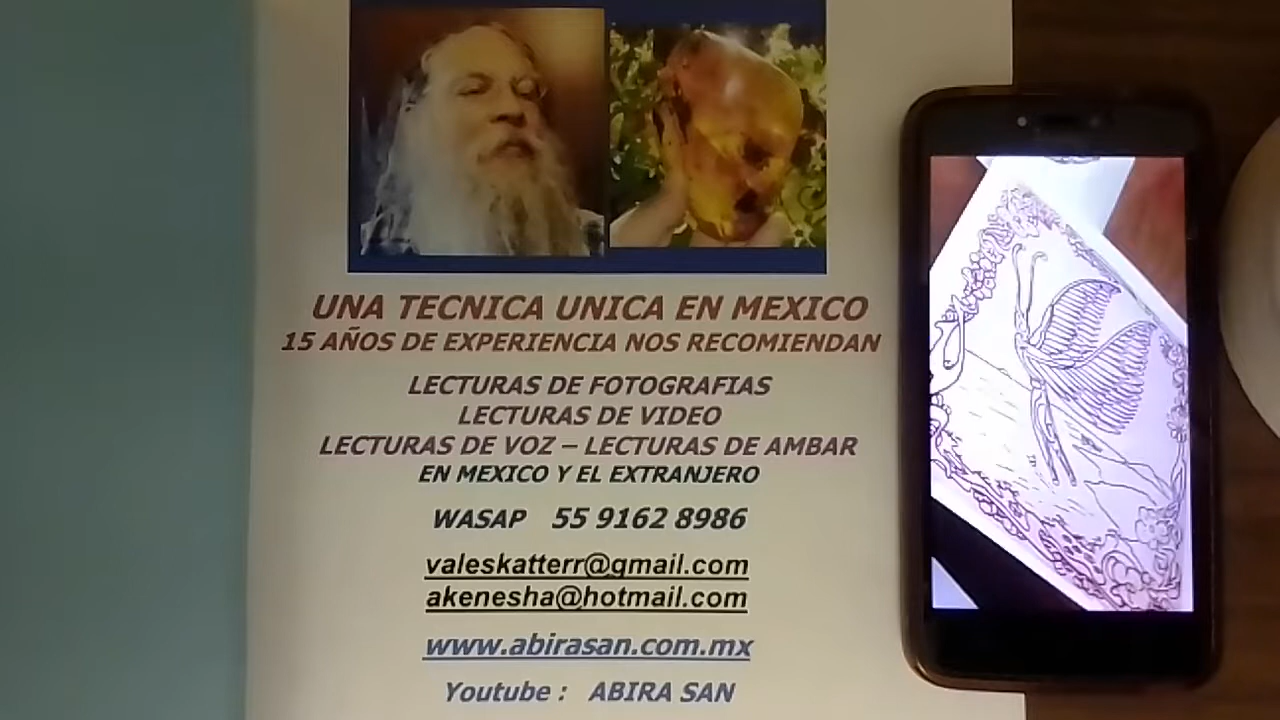 UNA TECNICA UNICA EN MEXICO
15 AÑOS DE EXPERIENCIA NOS RECOMIENDAN
LECTURAS DE FOTOGRAFIAS
LECTURAS DE VIDEO
LECTURAS DE VOZ – LECTURAS DE AMBAR
EN MEXICO Y EL EXTRANJERO
WASAP 55 9162 8986
valeskatterr@gmail.com
akenesha@hotmail.com
www.abirasan.com.mx
Youtube : ABIRA SAN